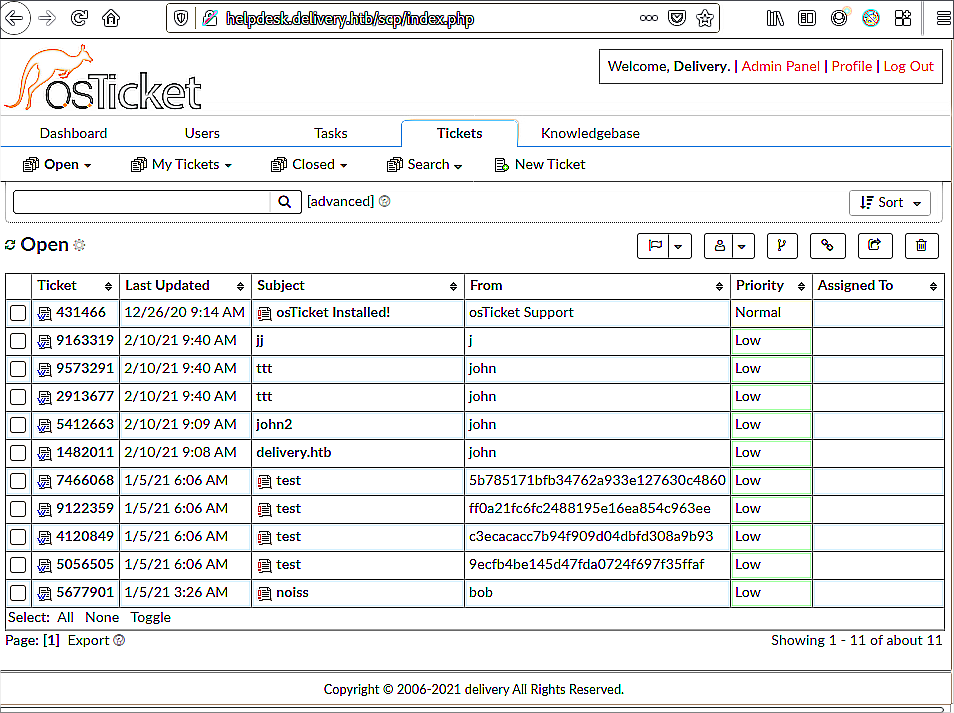 helpdesk.delivery.htb/scp/index.php
osTicket
Welcome, Delivery. | Admin Panel | Profile | Log Out
Dashboard Users Tasks Tickets Knowledgebase
Open My Tickets Closed Search New Ticket
[advanced] Sort
Open
Ticket Last Updated Subject From Priority Assigned To
431466 12/26/20 9:14 AM osTicket Installed! osTicket Support Normal
9163319 2/10/21 9:40 AM jj j Low
9573291 2/10/21 9:40 AM ttt john Low
2913677 2/10/21 9:40 AM ttt john Low
5412663 2/10/21 9:09 AM john2 john Low
1482011 2/10/21 9:08 AM delivery.htb john Low
7466068 1/5/21 6:06 AM test 5b785171bfb34762a933e127630c4860 Low
9122359 1/5/21 6:06 AM test ff0a21fc6fc2488195e16ea854c963ee Low
4120849 1/5/21 6:06 AM test c3ecacacc7b94f909d04dbfd308a9b93 Low
5056505 1/5/21 6:06 AM test 9ecfb4be145d47fda0724f697f35ffaf Low
5677901 1/5/21 3:26 AM noiss bob Low
Select: All None Toggle
Page: [1] Export Showing 1 - 11 of about 11
Copyright © 2006-2021 delivery All Rights Reserved.